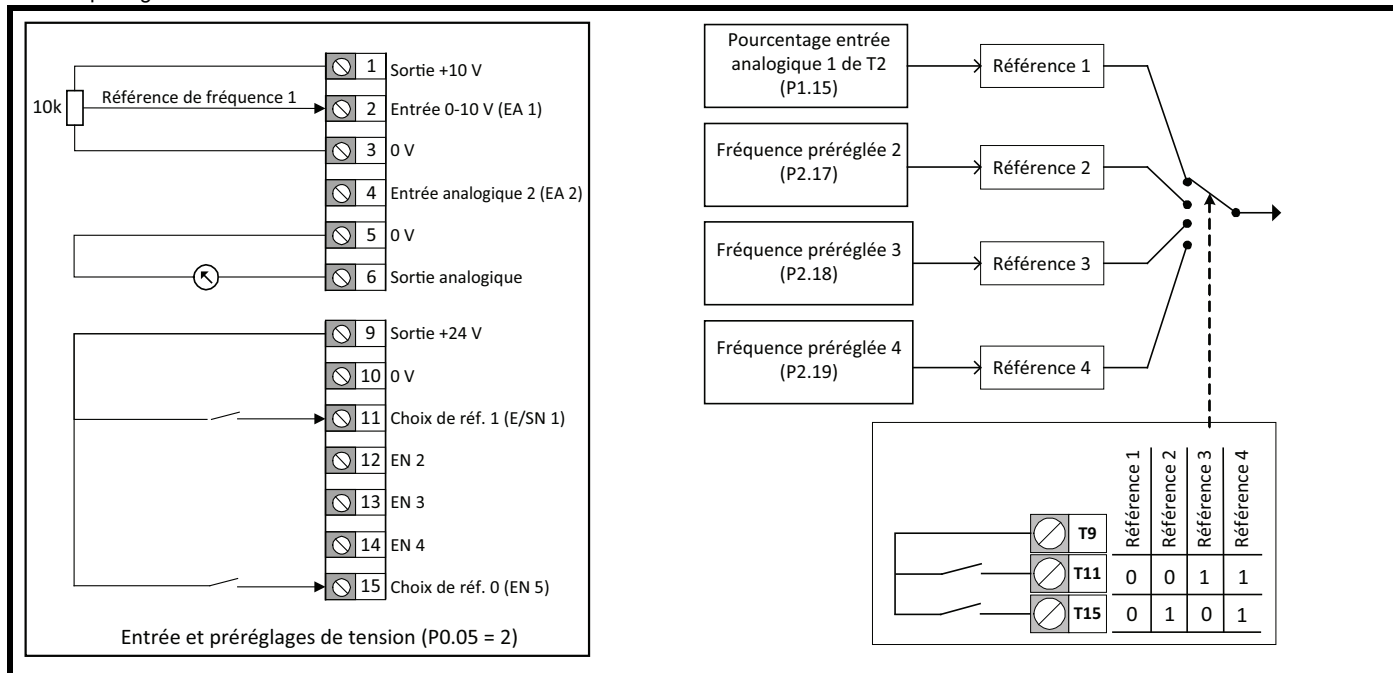 10k
Référence de fréquence 1
1 Sortie +10 V
2 Entrée 0-10 V (EA 1)
3 0 V
4 Entrée analogique 2 (EA 2)
5 0 V
6 Sortie analogique
9 Sortie +24 V
10 0 V
11 Choix de réf. 1 (E/SN 1)
12 EN 2
13 EN 3
14 EN 4
15 Choix de réf. 0 (EN 5)
Entrée et préréglages de tension (P0.05 = 2)
Pourcentage entrée
analogique 1 de T2
(P1.15)
Référence 1
Fréquence préréglée 2
(P2.17)
Référence 2
Fréquence préréglée 3
(P2.18)
Référence 3
Fréquence préréglée 4
(P2.19)
Référence 4
Référence 1
Référence 2
Référence 3
Référence 4
T9
T11 0 0 1 1
T15 0 1 0 1